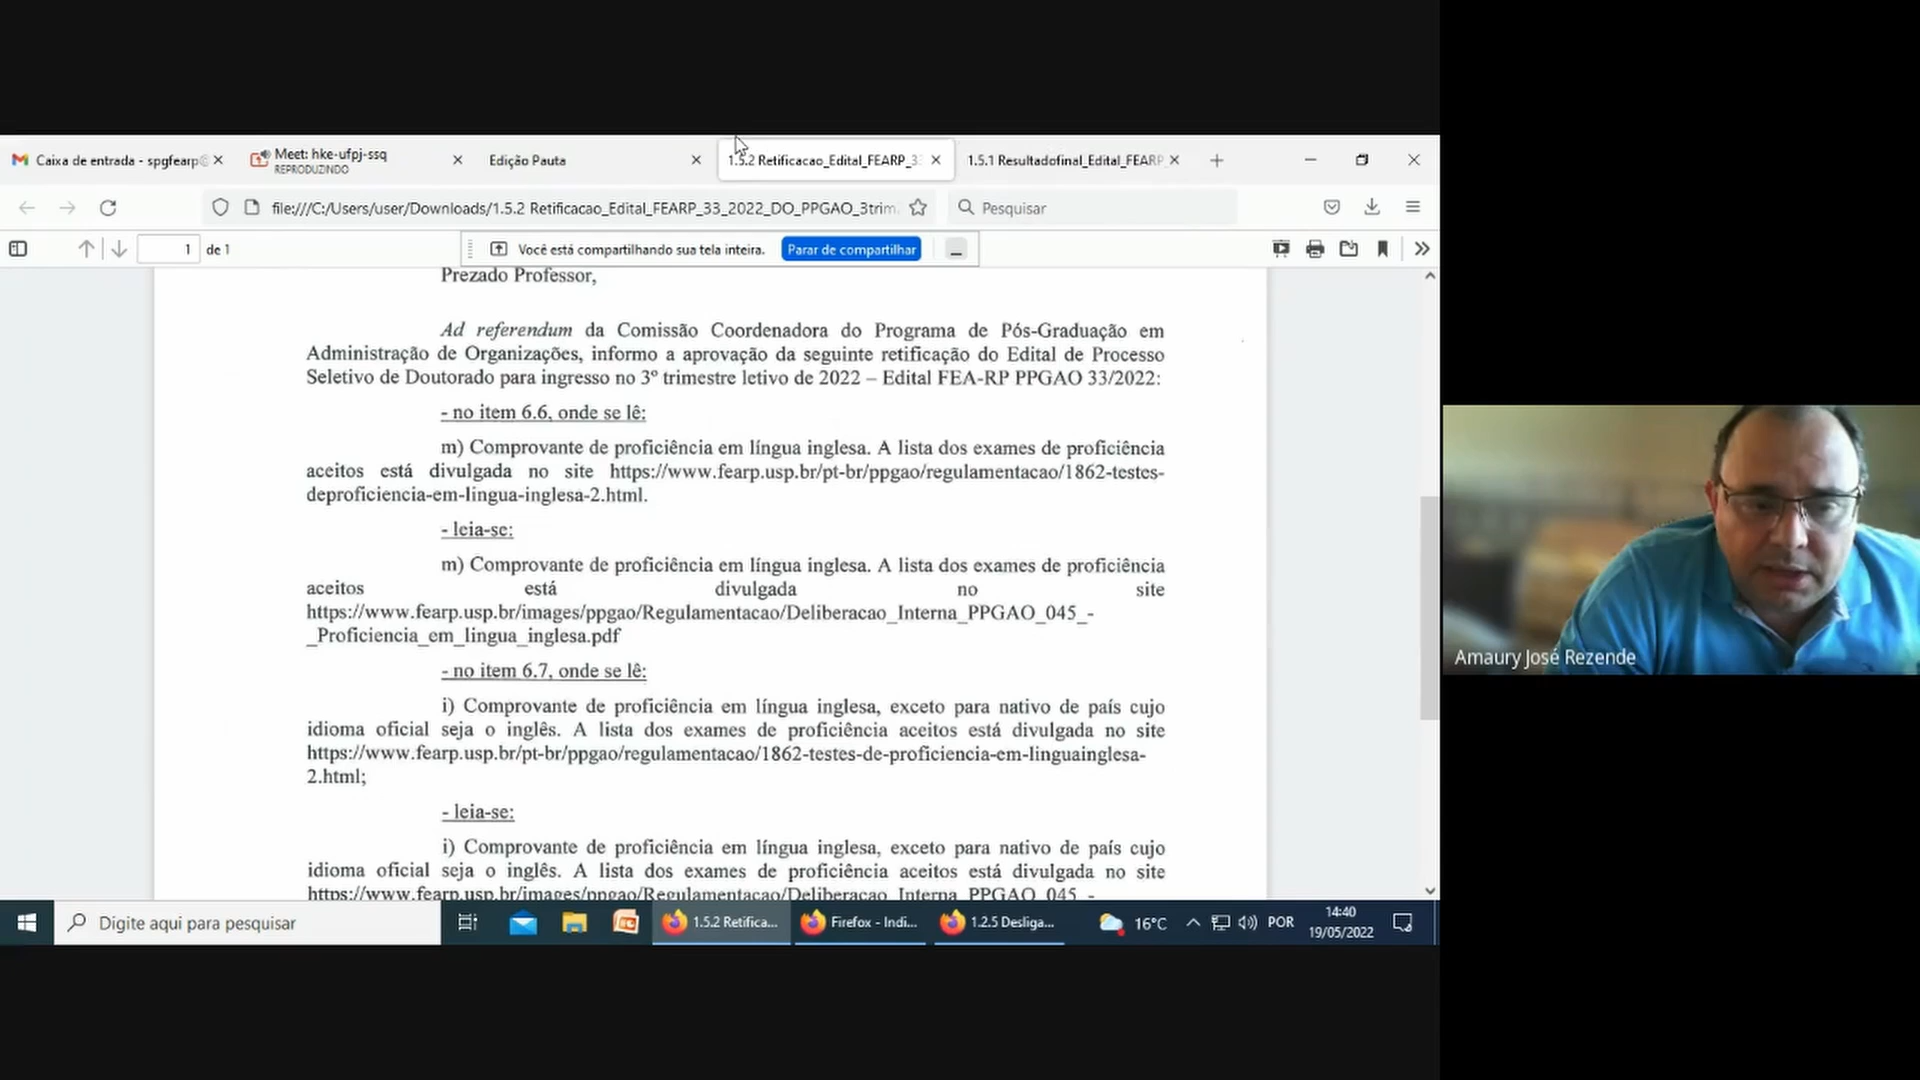 Caixa de entrada - spgfearp@
Meet: hke-ufpj-ssq
REPRODUZINDO
Edição Pauta
1.5.2 Retificacao_Edital_FEARP_3
1.5.1 Resultadofinal_Edital_FEARP
file:///C:/Users/user/Downloads/1.5.2 Retificacao_Edital_FEARP_33_2022_DO_PPGAO_3trim.
Pesquisar
1 de 1
Você está compartilhando sua tela inteira.
Parar de compartilhar
Prezado Professor,
Ad referendum da Comissão Coordenadora do Programa de Pós-Graduação em
Administração de Organizações, informo a aprovação da seguinte retificação do Edital de Processo
Seletivo de Doutorado para ingresso no 3º trimestre letivo de 2022 – Edital FEA-RP PPGAO 33/2022:
- no item 6.6, onde se lê:
m) Comprovante de proficiência em língua inglesa. A lista dos exames de proficiência
aceitos está divulgada no site https://www.fearp.usp.br/pt-br/ppgao/regulamentacao/1862-testes-
deproficiencia-em-lingua-inglesa-2.html.
- leia-se:
m) Comprovante de proficiência em língua inglesa. A lista dos exames de proficiência
aceitos está divulgada no site
https://www.fearp.usp.br/images/ppgao/Regulamentacao/Deliberacao_Interna_PPGAO_045_-
_Proficiencia_em_lingua_inglesa.pdf
- no item 6.7, onde se lê:
i) Comprovante de proficiência em língua inglesa, exceto para nativo de país cujo
idioma oficial seja o inglês. A lista dos exames de proficiência aceitos está divulgada no site
https://www.fearp.usp.br/pt-br/ppgao/regulamentacao/1862-testes-de-proficiencia-em-linguainglesa-
2.html;
- leia-se:
i) Comprovante de proficiência em língua inglesa, exceto para nativo de país cujo
idioma oficial seja o inglês. A lista dos exames de proficiência aceitos está divulgada no site
https://www.fearp.usp.br/images/ppgao/Regulamentacao/Deliberacao_Interna_PPGAO_045_-
Amaury José Rezende
Digite aqui para pesquisar
1.5.2 Retifica...
Firefox - Indi...
1.2.5 Desliga...
16°C
POR
14:40
19/05/2022